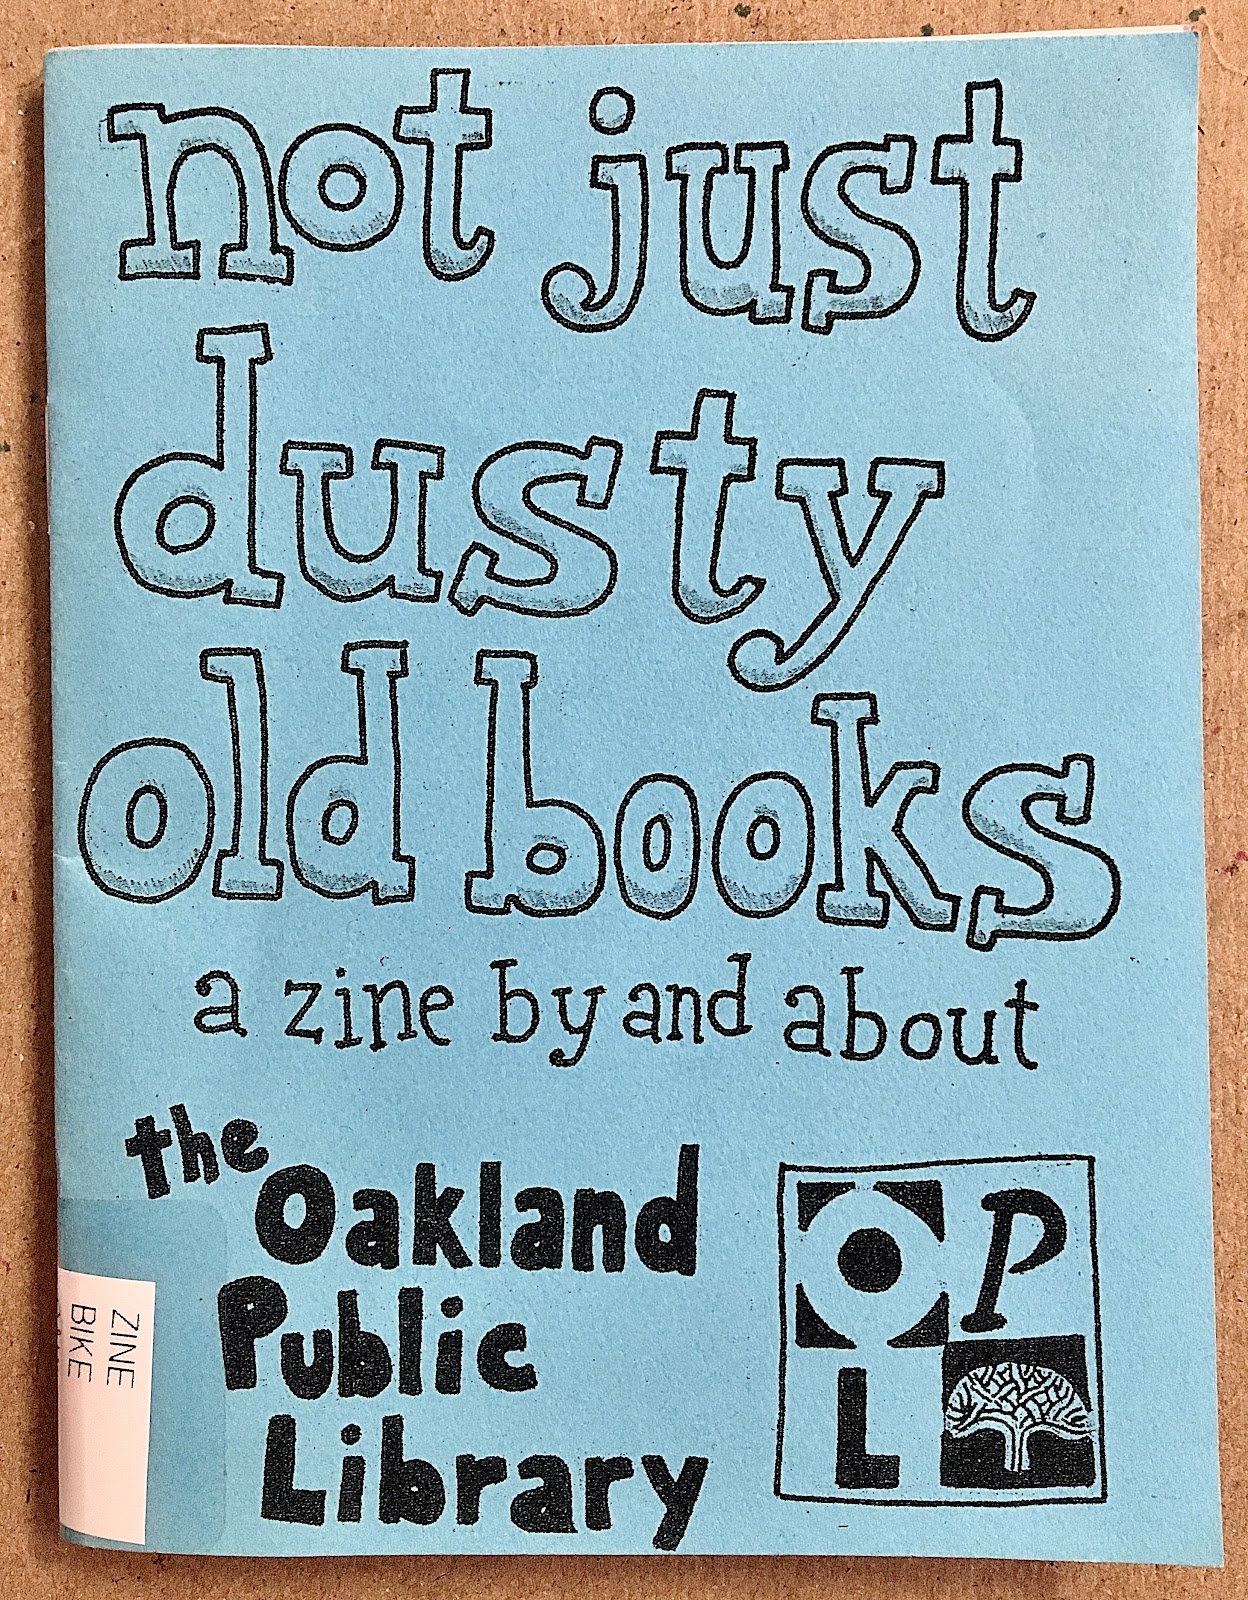 not just
dusty
old books
a zine by and about
the
Oakland
Public
Library
O P
L
ZINE
BIKE